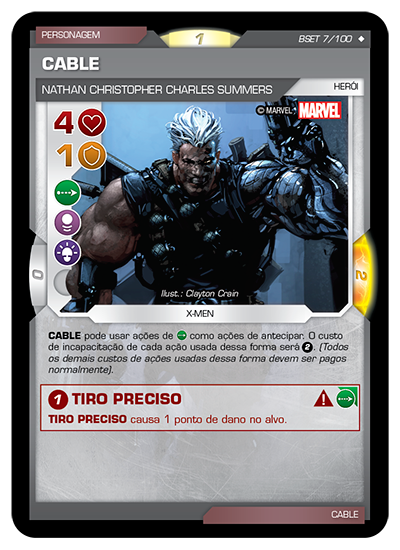 PERSONAGEM
1
BSET 7/100
CABLE
NATHAN CHRISTOPHER CHARLES SUMMERS
HERÓI
4
© MARVEL MARVEL
1
0
2
Ilust.: Clayton Crain
X-MEN
CABLE pode usar ações de como ações de antecipar. O custo
de incapacitação de cada ação usada dessa forma será 2. (Todos
os demais custos de ações usadas dessa forma devem ser pagos
normalmente).
1 TIRO PRECISO
TIRO PRECISO causa 1 ponto de dano no alvo.
CABLE